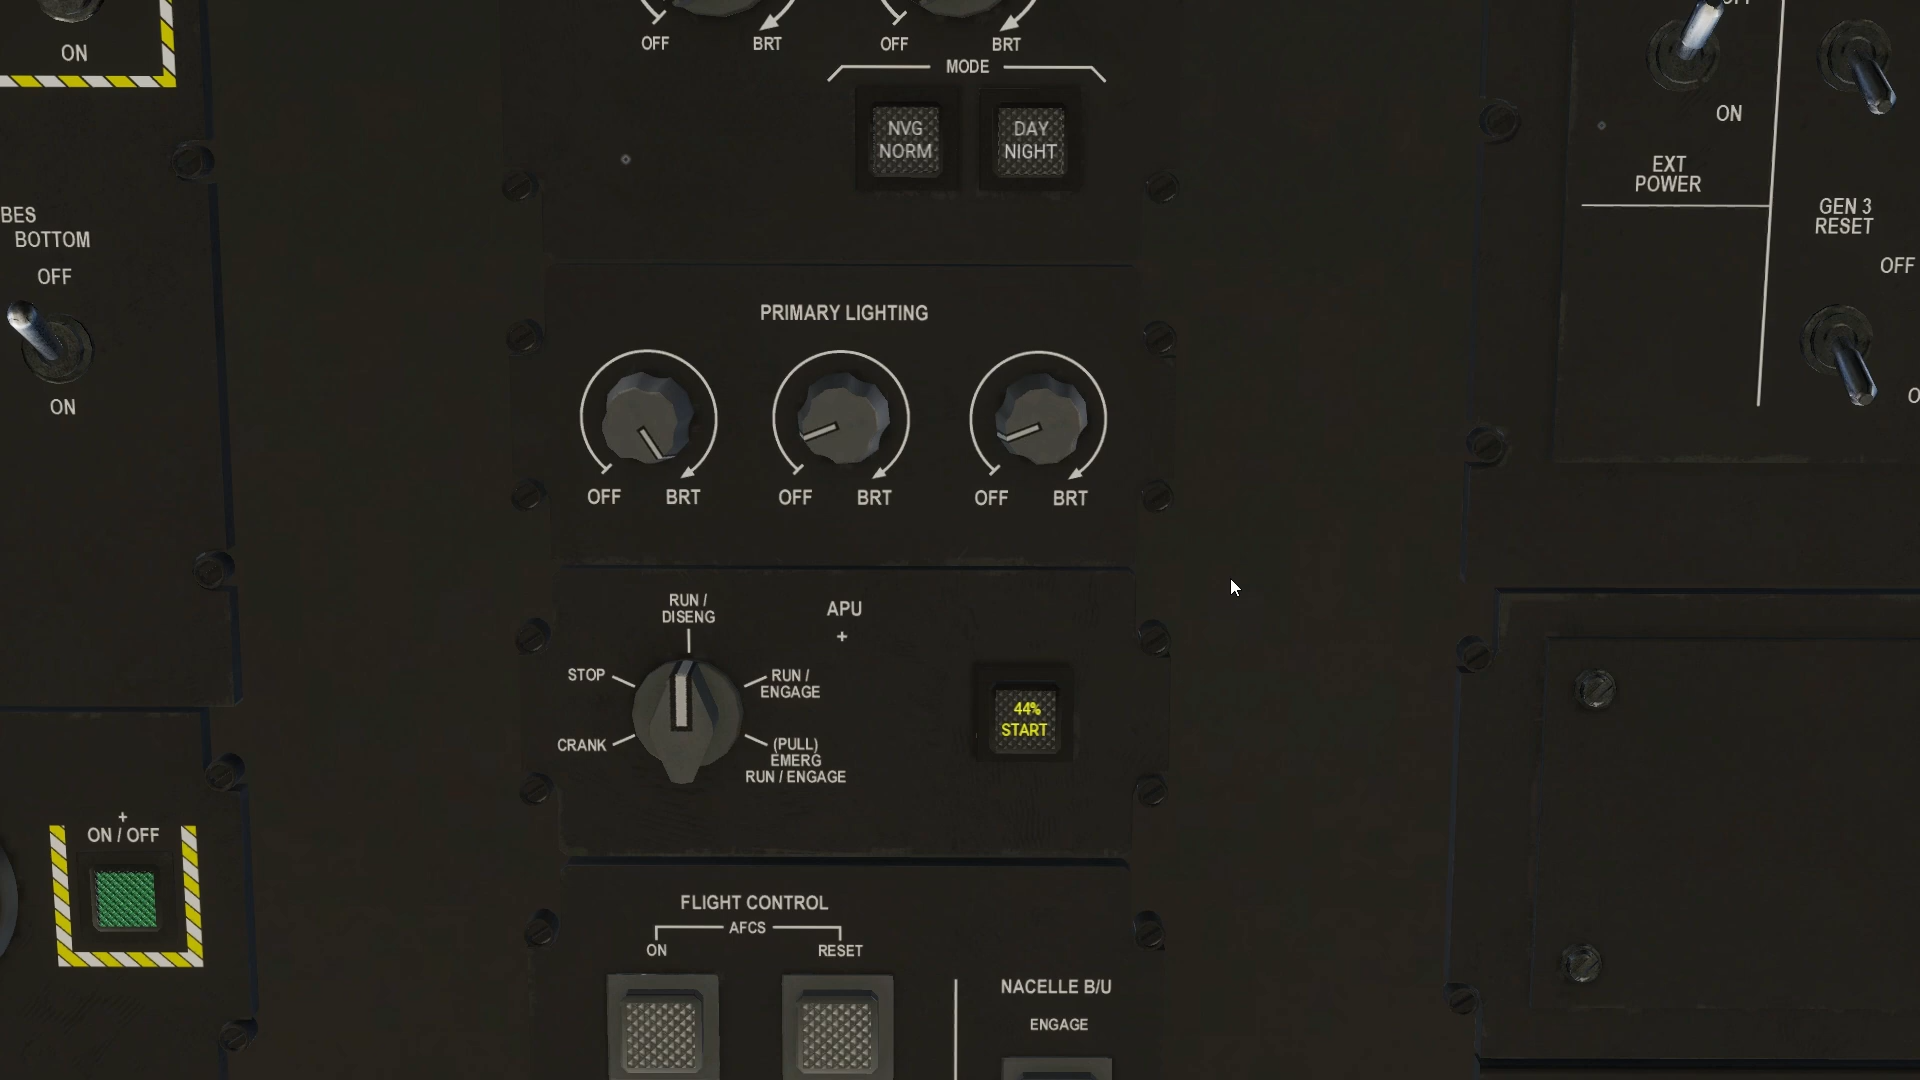 ON
OFF
BRT
OFF
BRT
MODE
NVG
NORM
DAY
NIGHT
ON
EXT
POWER
GEN 3
RESET
OFF
BOTTOM
OFF
ON
PRIMARY LIGHTING
OFF
BRT
OFF
BRT
OFF
BRT
RUN /
DISENG
APU
+
STOP
RUN /
ENGAGE
CRANK
(PULL)
EMERG
RUN / ENGAGE
44%
START
+
ON / OFF
FLIGHT CONTROL
AFCS
ON
RESET
NACELLE B/U
ENGAGE